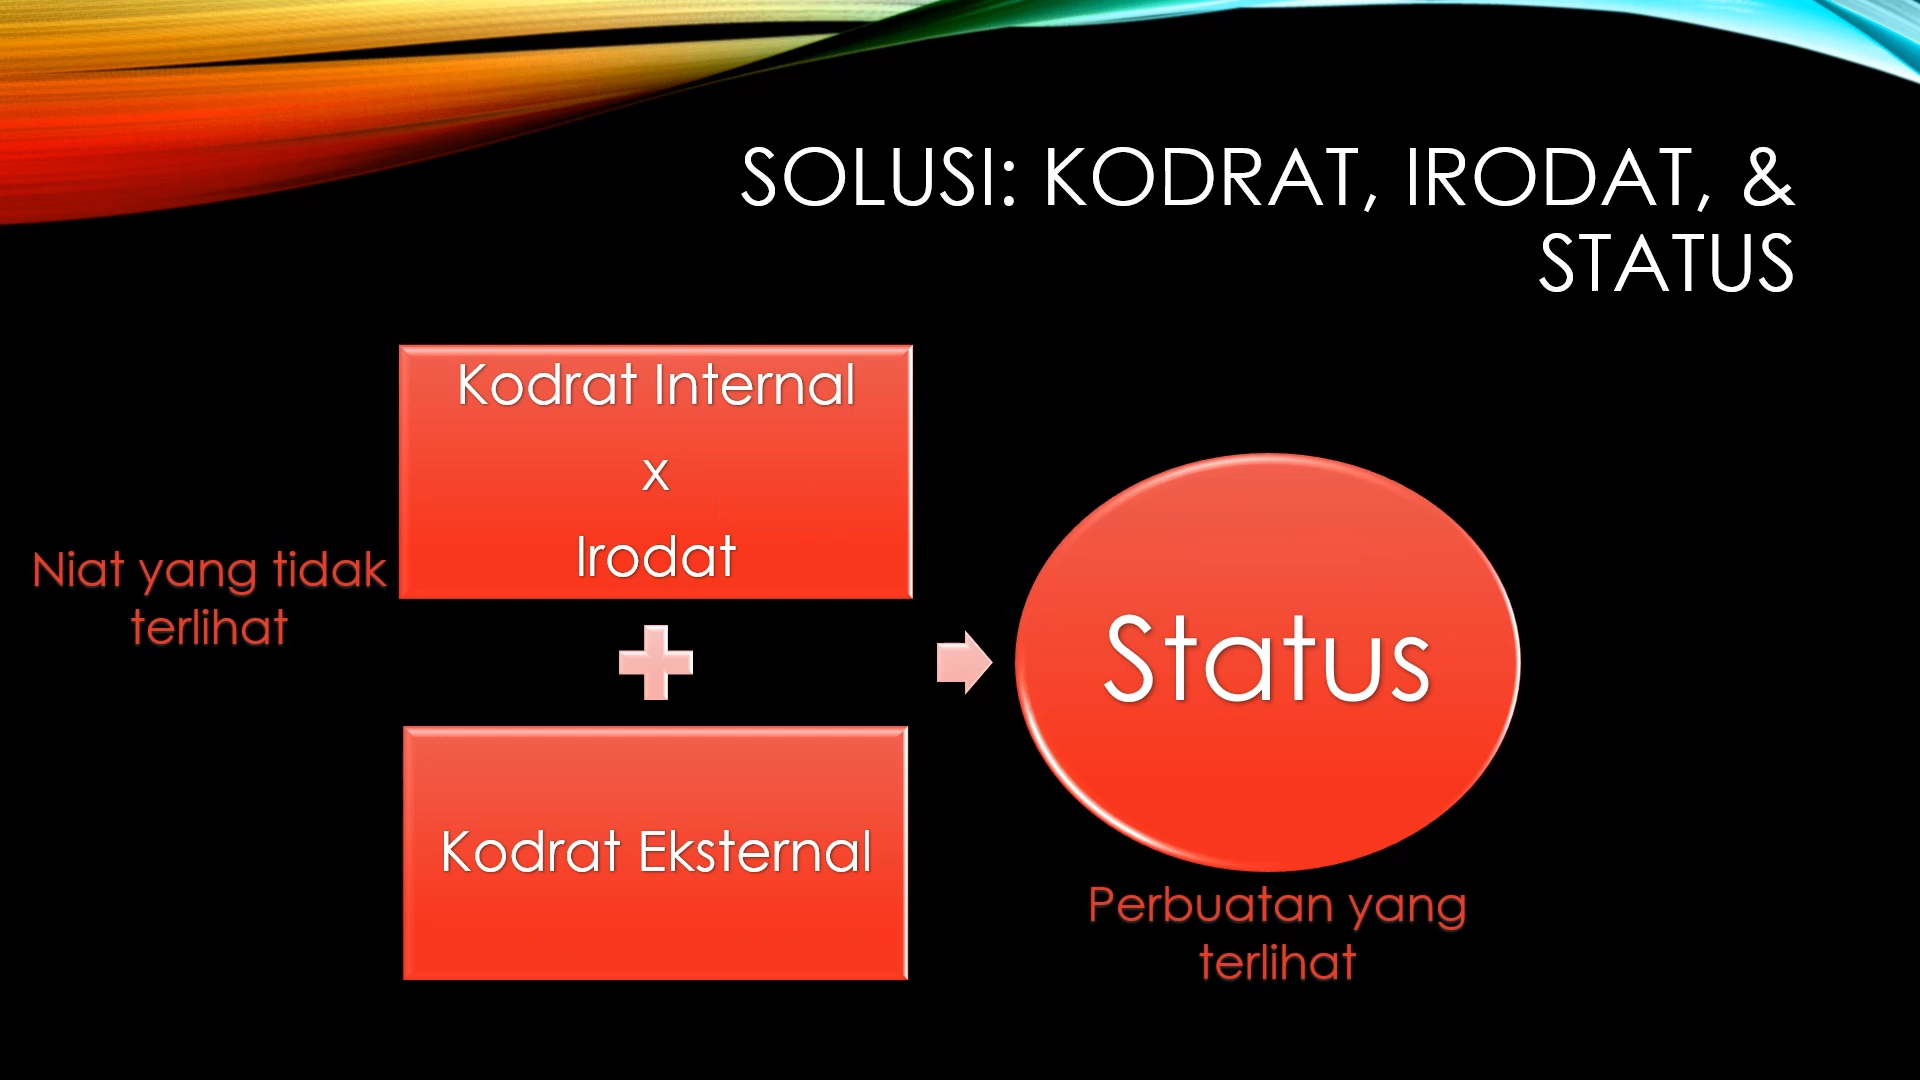 SOLUSI: KODRAT, IRODAT, &
STATUS
Kodrat Internal
x
Irodat
Niat yang tidak
terlihat
Kodrat Eksternal
Status
Perbuatan yang
terlihat